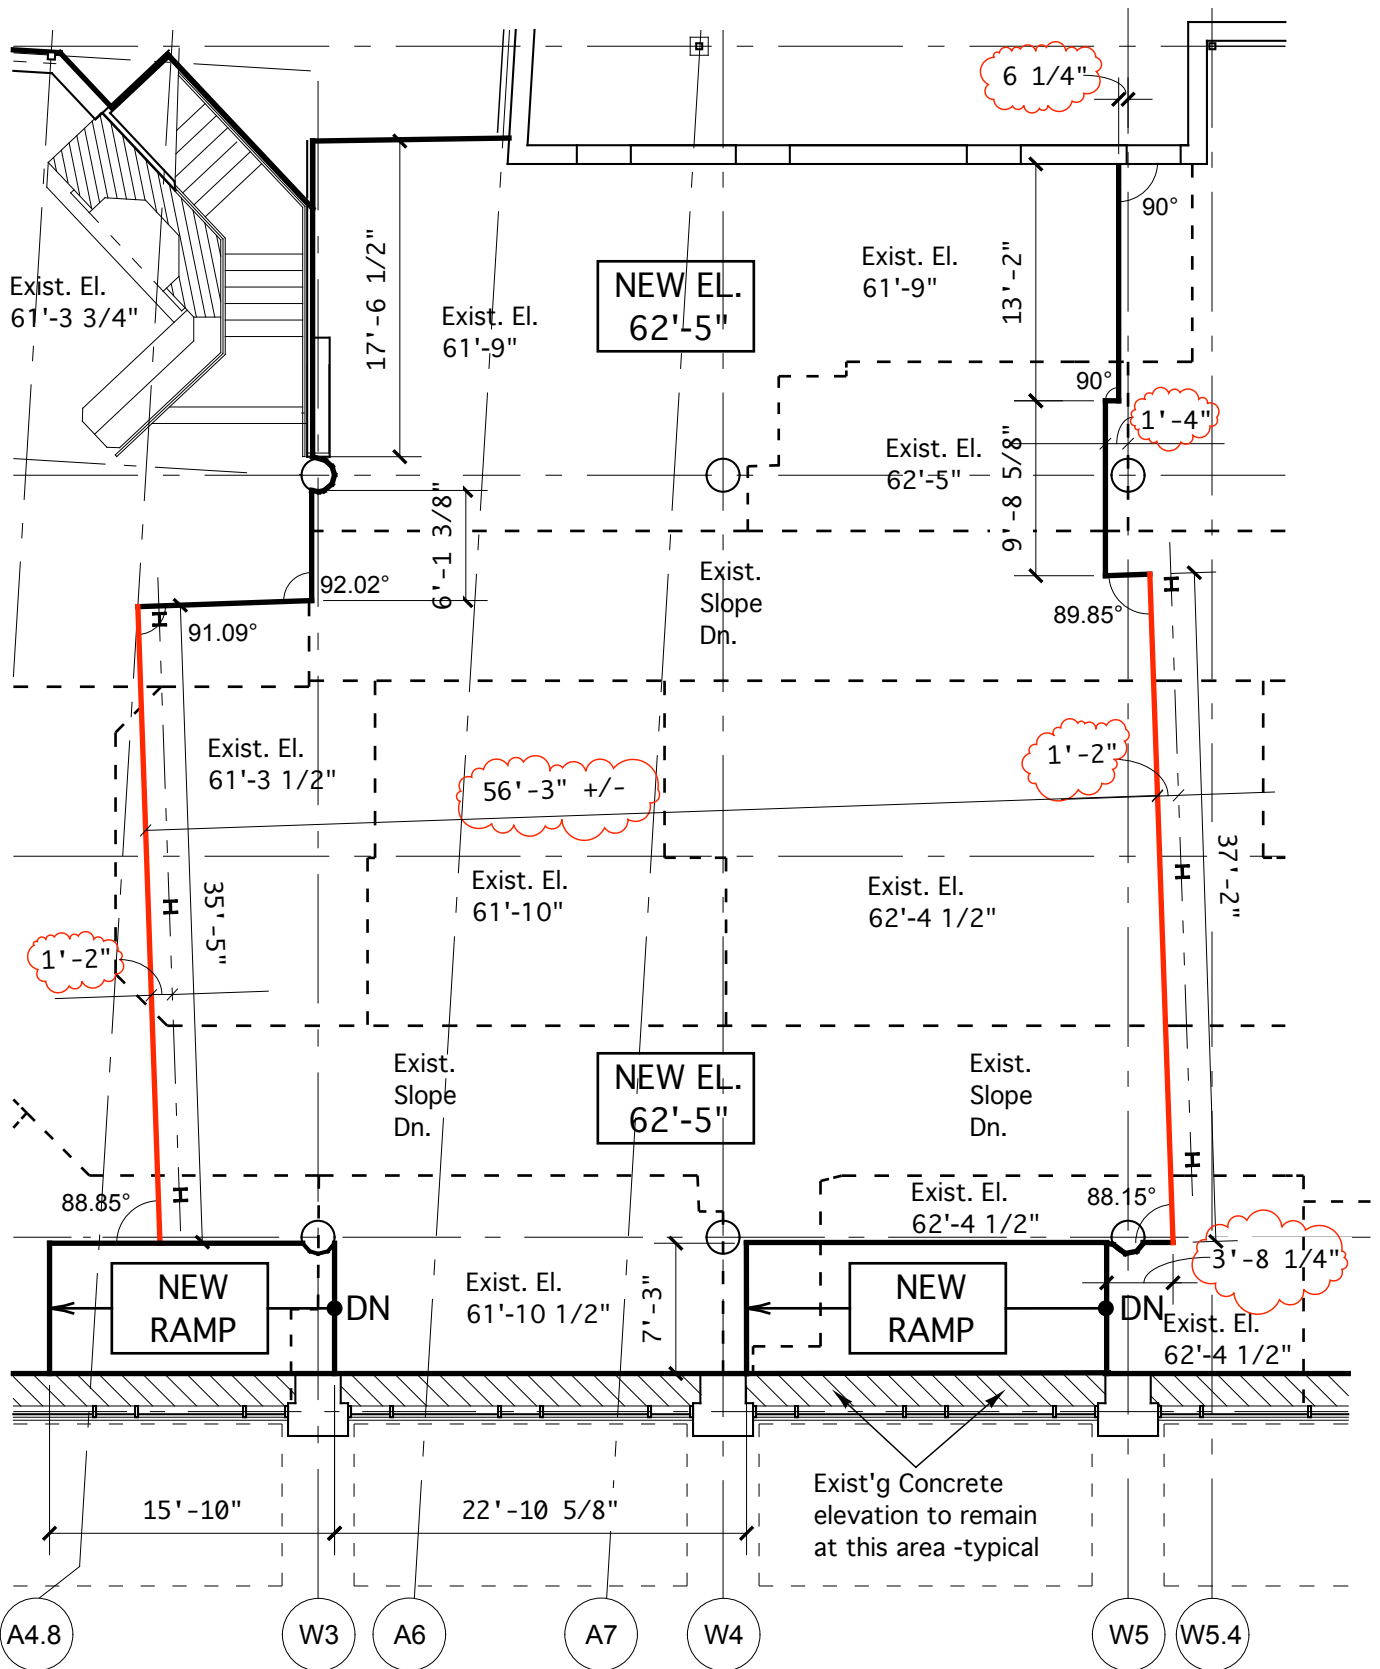 6 1/4"
90°
17'-6 1/2"
Exist. El.
61'-3 3/4"
Exist. El.
61'-9"
NEW EL.
62'-5"
Exist. El.
61'-9"
13'-2"
90°
1'-4"
Exist. El.
62'-5"
9'-8 5/8"
6'-1 3/8"
92.02°
91.09°
Exist.
Slope
Dn.
89.85°
H
H
Exist. El.
61'-3 1/2"
56'-3" +/-
1'-2"
37'-2"
35'-5"
Exist. El.
61'-10"
Exist. El.
62'-4 1/2"
H
H
1'-2"
Exist.
Slope
Dn.
NEW EL.
62'-5"
Exist.
Slope
Dn.
H
H
88.85°
88.15°
Exist. El.
62'-4 1/2"
3'-8 1/4"
NEW
RAMP
DN
Exist. El.
61'-10 1/2"
7'-3"
NEW
RAMP
DN
Exist. El.
62'-4 1/2"
15'-10"
22'-10 5/8"
Exist'g Concrete
elevation to remain
at this area -typical
A4.8
W3
A6
A7
W4
W5
W5.4